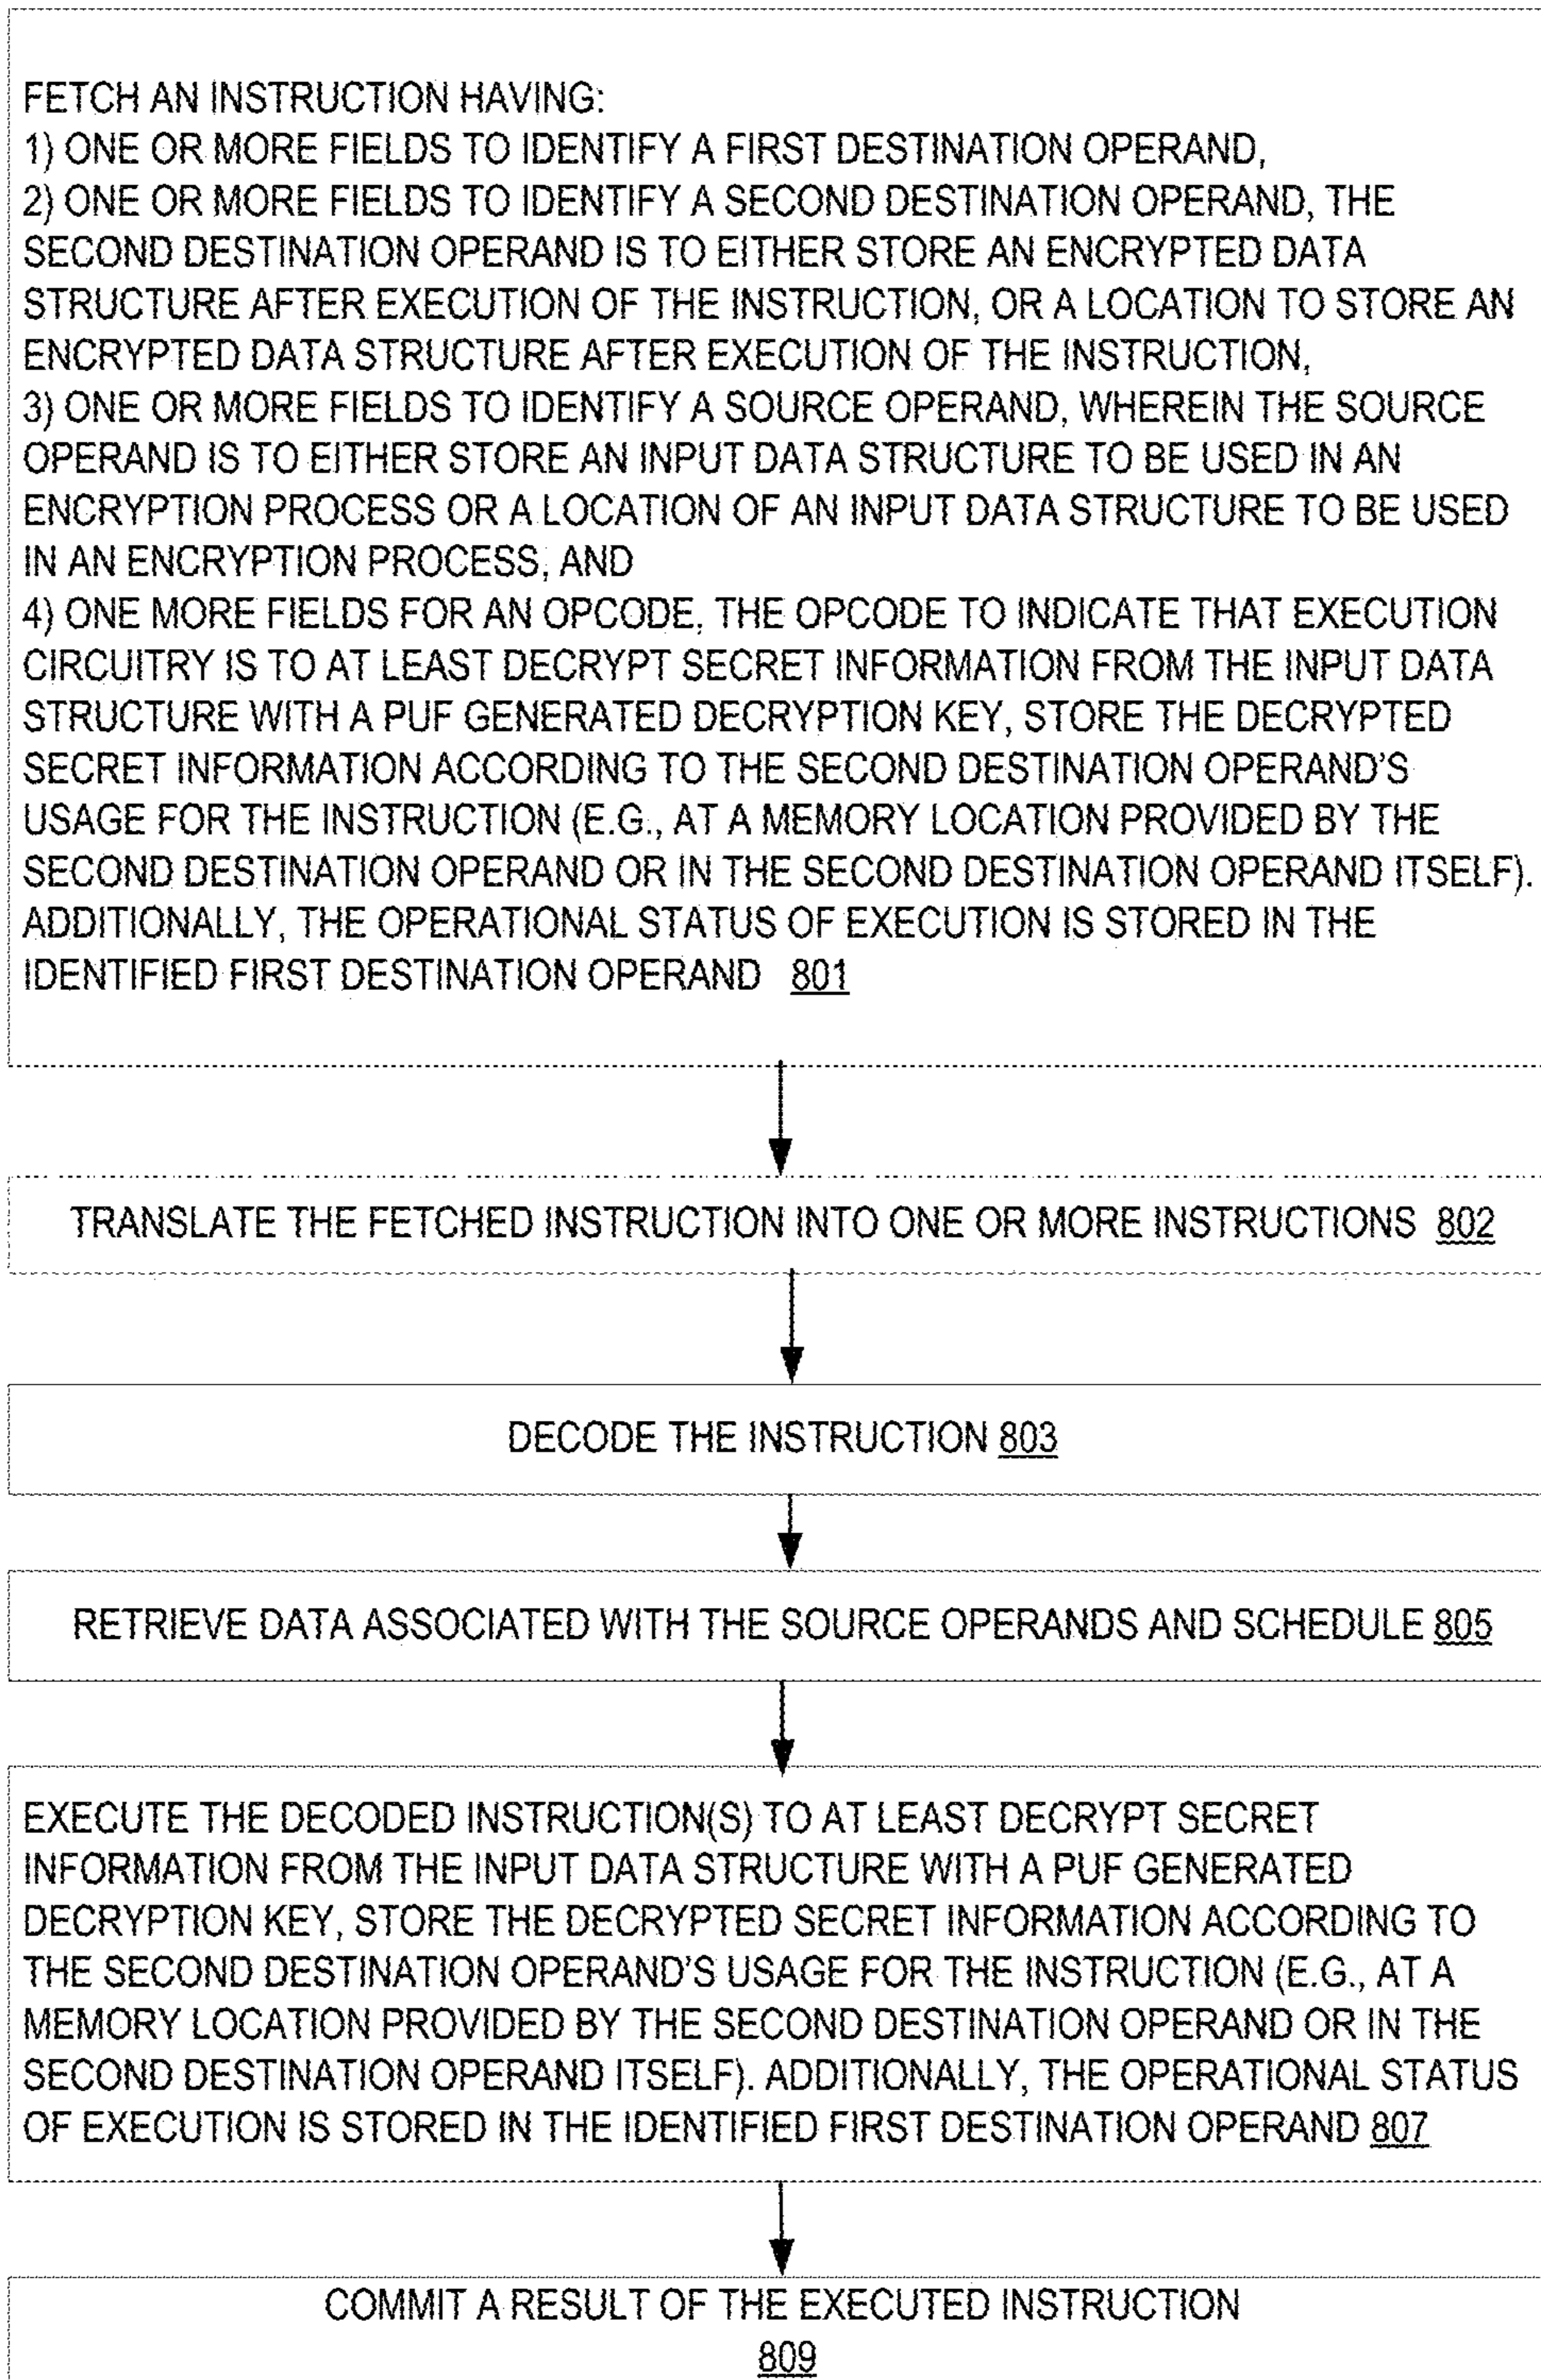 FETCH AN INSTRUCTION HAVING:
1) ONE OR MORE FIELDS TO IDENTIFY A FIRST DESTINATION OPERAND,
2) ONE OR MORE FIELDS TO IDENTIFY A SECOND DESTINATION OPERAND, THE
SECOND DESTINATION OPERAND IS TO EITHER STORE AN ENCRYPTED DATA
STRUCTURE AFTER EXECUTION OF THE INSTRUCTION, OR A LOCATION TO STORE AN
ENCRYPTED DATA STRUCTURE AFTER EXECUTION OF THE INSTRUCTION,
3) ONE OR MORE FIELDS TO IDENTIFY A SOURCE OPERAND, WHEREIN THE SOURCE
OPERAND IS TO EITHER STORE AN INPUT DATA STRUCTURE TO BE USED IN AN
ENCRYPTION PROCESS OR A LOCATION OF AN INPUT DATA STRUCTURE TO BE USED
IN AN ENCRYPTION PROCESS, AND
4) ONE MORE FIELDS FOR AN OPCODE, THE OPCODE TO INDICATE THAT EXECUTION
CIRCUITRY IS TO AT LEAST DECRYPT SECRET INFORMATION FROM THE INPUT DATA
STRUCTURE WITH A PUF GENERATED DECRYPTION KEY, STORE THE DECRYPTED
SECRET INFORMATION ACCORDING TO THE SECOND DESTINATION OPERAND'S
USAGE FOR THE INSTRUCTION (E.G., AT A MEMORY LOCATION PROVIDED BY THE
SECOND DESTINATION OPERAND OR IN THE SECOND DESTINATION OPERAND ITSELF).
ADDITIONALLY, THE OPERATIONAL STATUS OF EXECUTION IS STORED IN THE
IDENTIFIED FIRST DESTINATION OPERAND 801
TRANSLATE THE FETCHED INSTRUCTION INTO ONE OR MORE INSTRUCTIONS 802
DECODE THE INSTRUCTION 803
RETRIEVE DATA ASSOCIATED WITH THE SOURCE OPERANDS AND SCHEDULE 805
EXECUTE THE DECODED INSTRUCTION(S) TO AT LEAST DECRYPT SECRET
INFORMATION FROM THE INPUT DATA STRUCTURE WITH A PUF GENERATED
DECRYPTION KEY, STORE THE DECRYPTED SECRET INFORMATION ACCORDING TO
THE SECOND DESTINATION OPERAND'S USAGE FOR THE INSTRUCTION (E.G., AT A
MEMORY LOCATION PROVIDED BY THE SECOND DESTINATION OPERAND OR IN THE
SECOND DESTINATION OPERAND ITSELF). ADDITIONALLY, THE OPERATIONAL STATUS
OF EXECUTION IS STORED IN THE IDENTIFIED FIRST DESTINATION OPERAND 807
COMMIT A RESULT OF THE EXECUTED INSTRUCTION
809